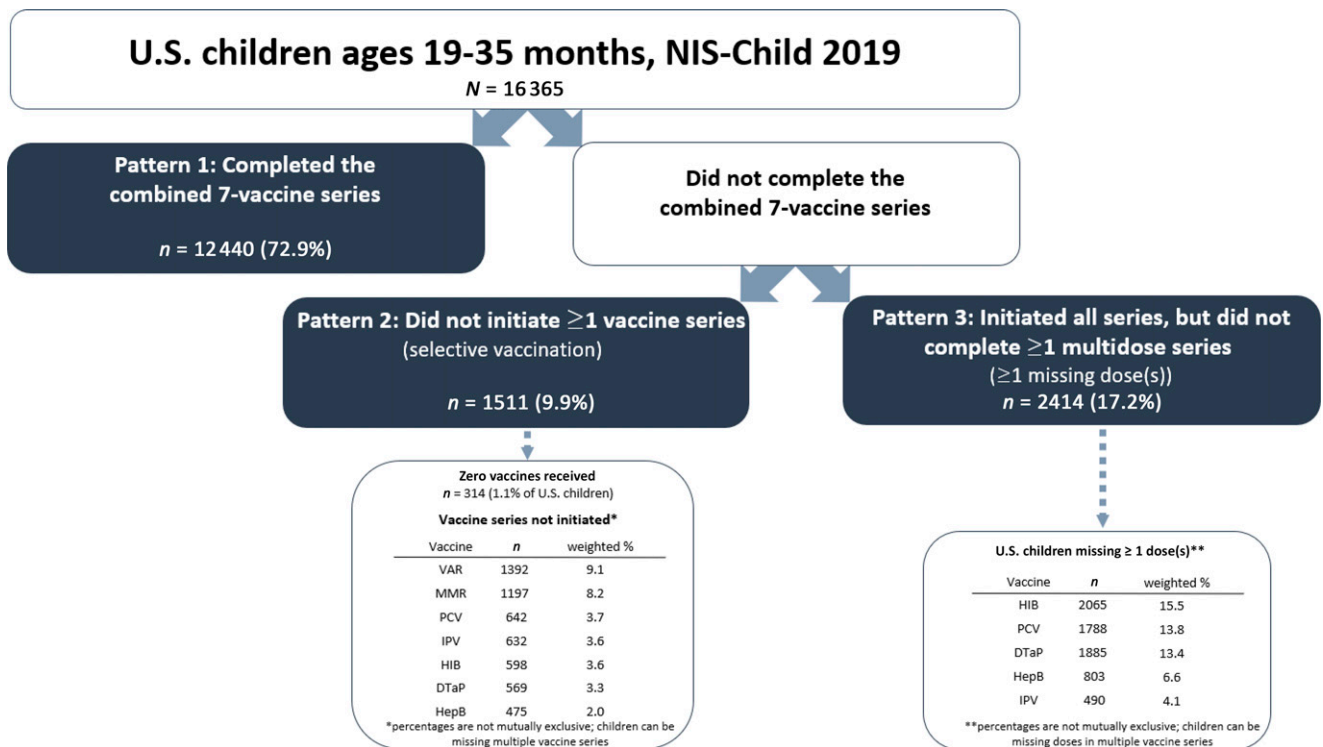 U.S. children ages 19-35 months, NIS-Child 2019
N = 16 365
Pattern 1: Completed the
combined 7-vaccine series
n = 12 440 (72.9%)
Did not complete the
combined 7-vaccine series
Pattern 2: Did not initiate ≥1 vaccine series
(selective vaccination)
n = 1511 (9.9%)
Pattern 3: Initiated all series, but did not
complete ≥1 multidose series
(≥1 missing dose(s))
n = 2414 (17.2%)
Zero vaccines received
n = 314 (1.1% of U.S. children)
Vaccine series not initiated*
Vaccine n weighted %
VAR 1392 9.1
MMR 1197 8.2
PCV 642 3.7
IPV 632 3.6
HIB 598 3.6
DTaP 569 3.3
HepB 475 2.0
*percentages are not mutually exclusive; children can be
missing multiple vaccine series
U.S. children missing ≥ 1 dose(s)**
Vaccine n weighted %
HIB 2065 15.5
PCV 1788 13.8
DTaP 1885 13.4
HepB 803 6.6
IPV 490 4.1
**percentages are not mutually exclusive; children can be
missing doses in multiple vaccine series